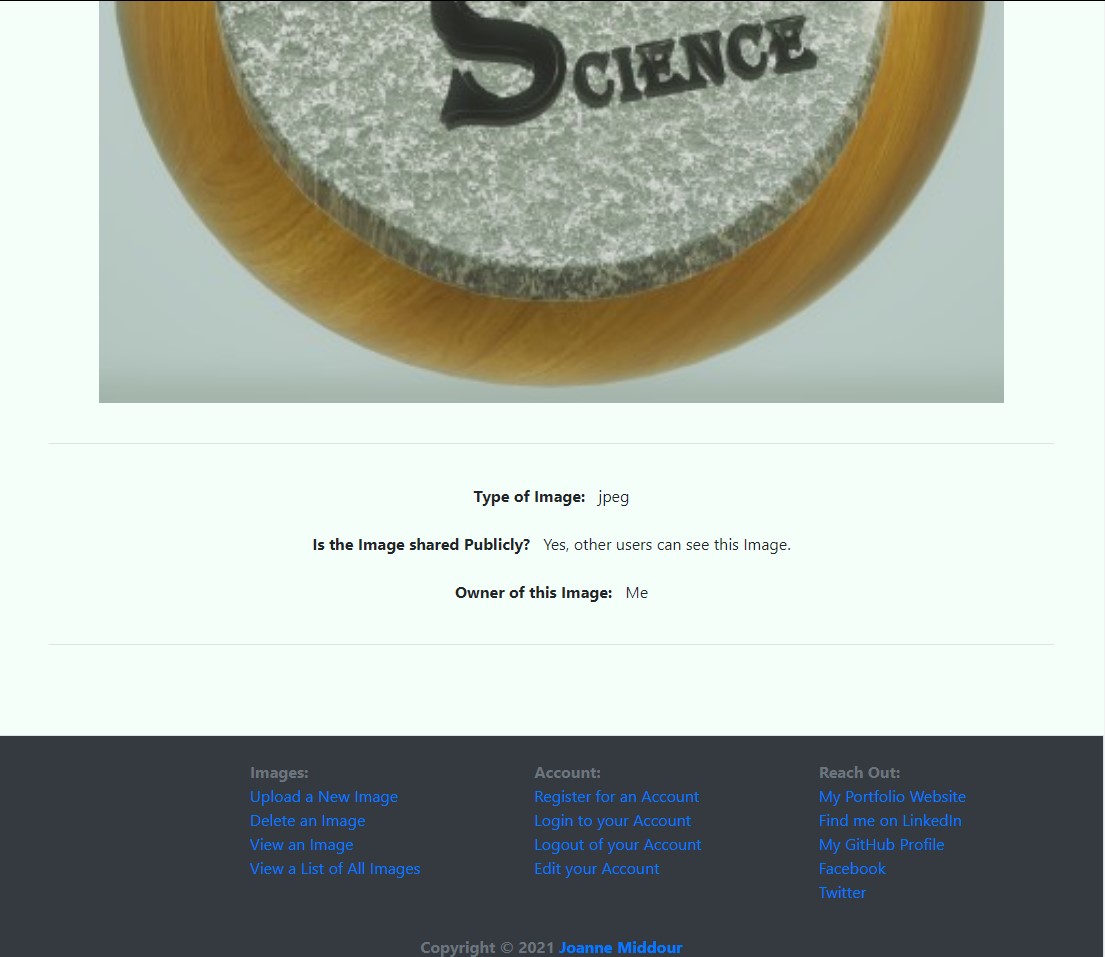 SCIENCE
Type of Image: jpeg
Is the Image shared Publicly? Yes, other users can see this Image.
Owner of this Image: Me
Images:
Upload a New Image
Delete an Image
View an Image
View a List of All Images
Account:
Register for an Account
Login to your Account
Logout of your Account
Edit your Account
Reach Out:
My Portfolio Website
Find me on LinkedIn
My GitHub Profile
Facebook
Twitter
Copyright © 2021 Joanne Middour